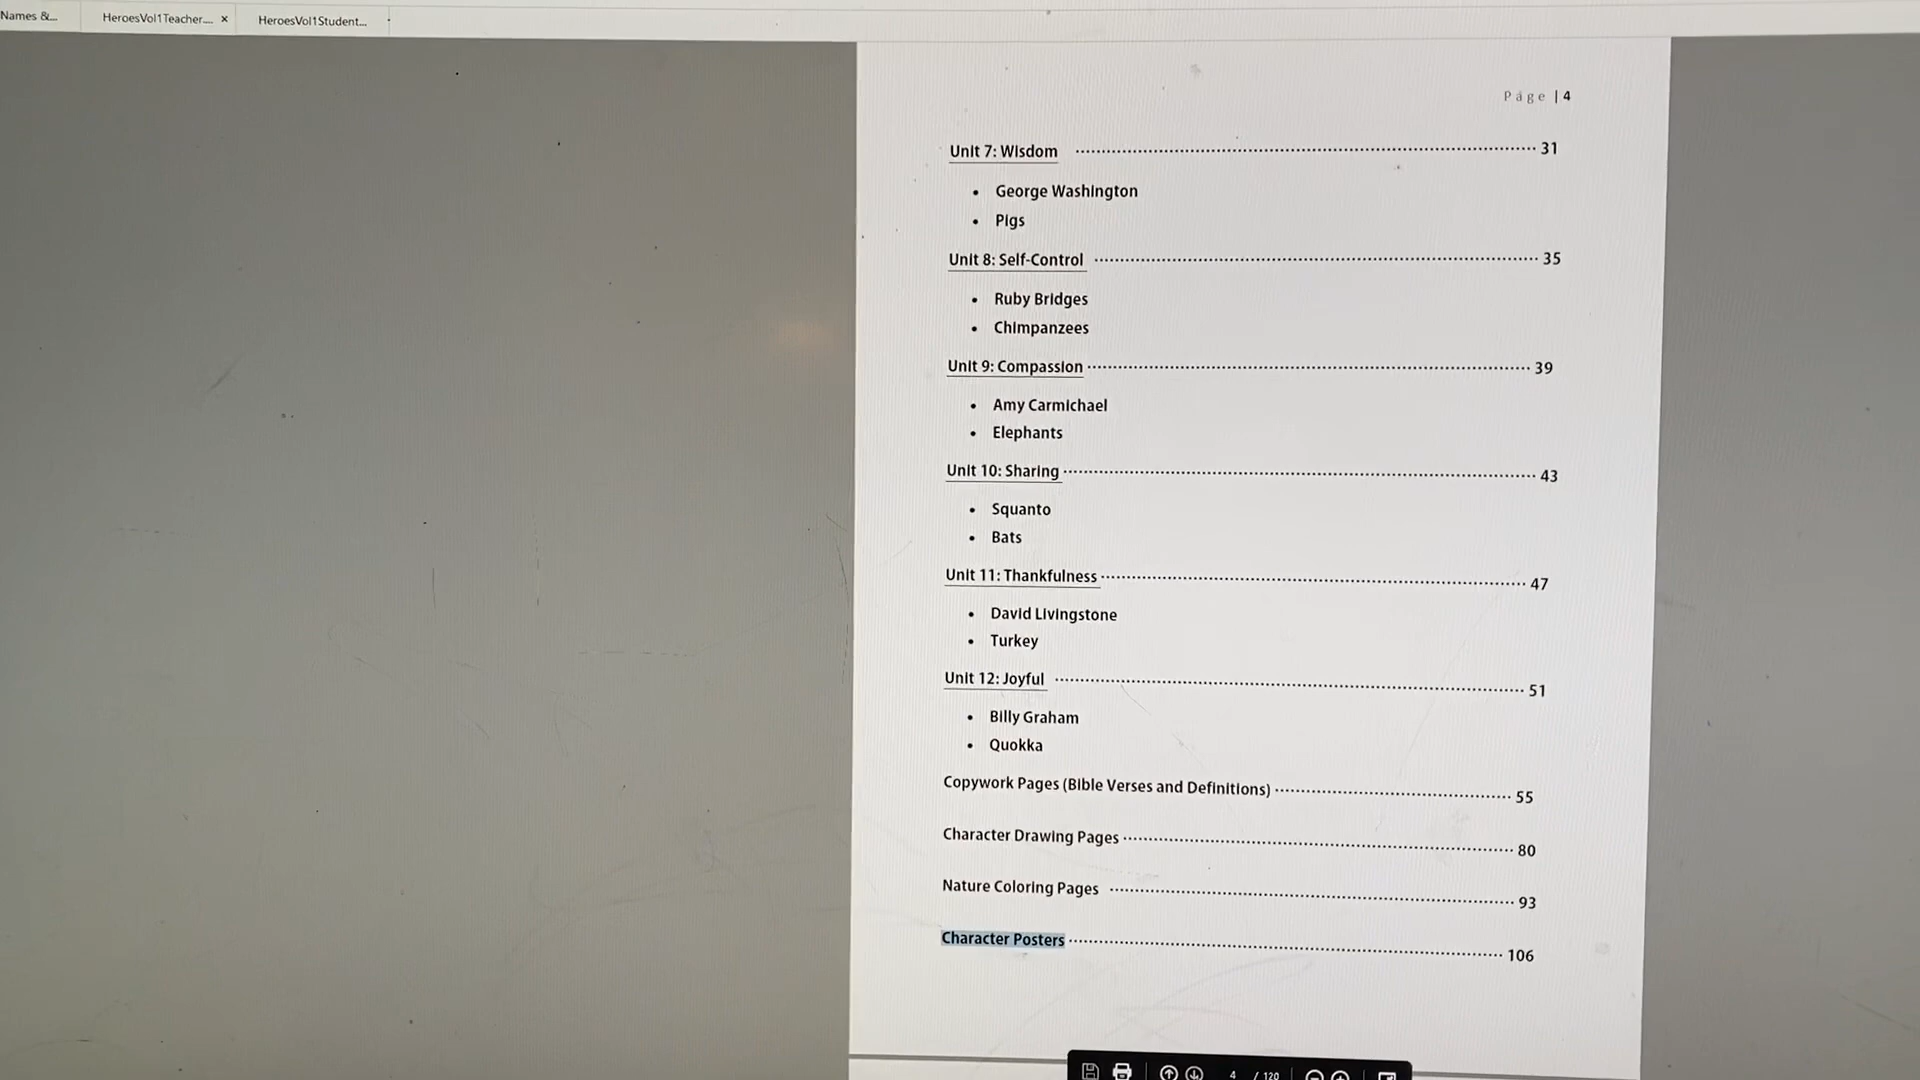 Names &...
HeroesVol1Teacher.... x
HeroesVol1Student...
Page | 4
Unit 7: Wisdom ........ 31
• George Washington
• Pigs
Unit 8: Self-Control ........ 35
• Ruby Bridges
• Chimpanzees
Unit 9: Compassion ........ 39
• Amy Carmichael
• Elephants
Unit 10: Sharing ........ 43
• Squanto
• Bats
Unit 11: Thankfulness ........ 47
• David Livingstone
• Turkey
Unit 12: Joyful ........ 51
• Billy Graham
• Quokka
Copywork Pages (Bible Verses and Definitions) ........ 55
Character Drawing Pages ........ 80
Nature Coloring Pages ........ 93
Character Posters ........ 106
4 / 120